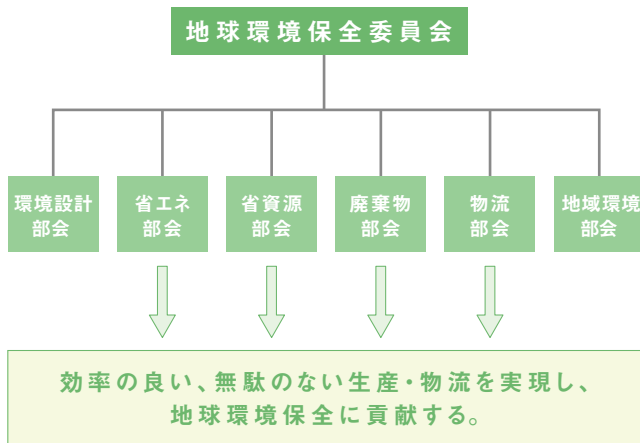 地球環境保全委員会
環境設計
部会
省エネ
部会
省資源
部会
廃棄物
部会
物流
部会
地域環境
部会
効率の良い、無駄のない生産・物流を実現し、
地球環境保全に貢献する。